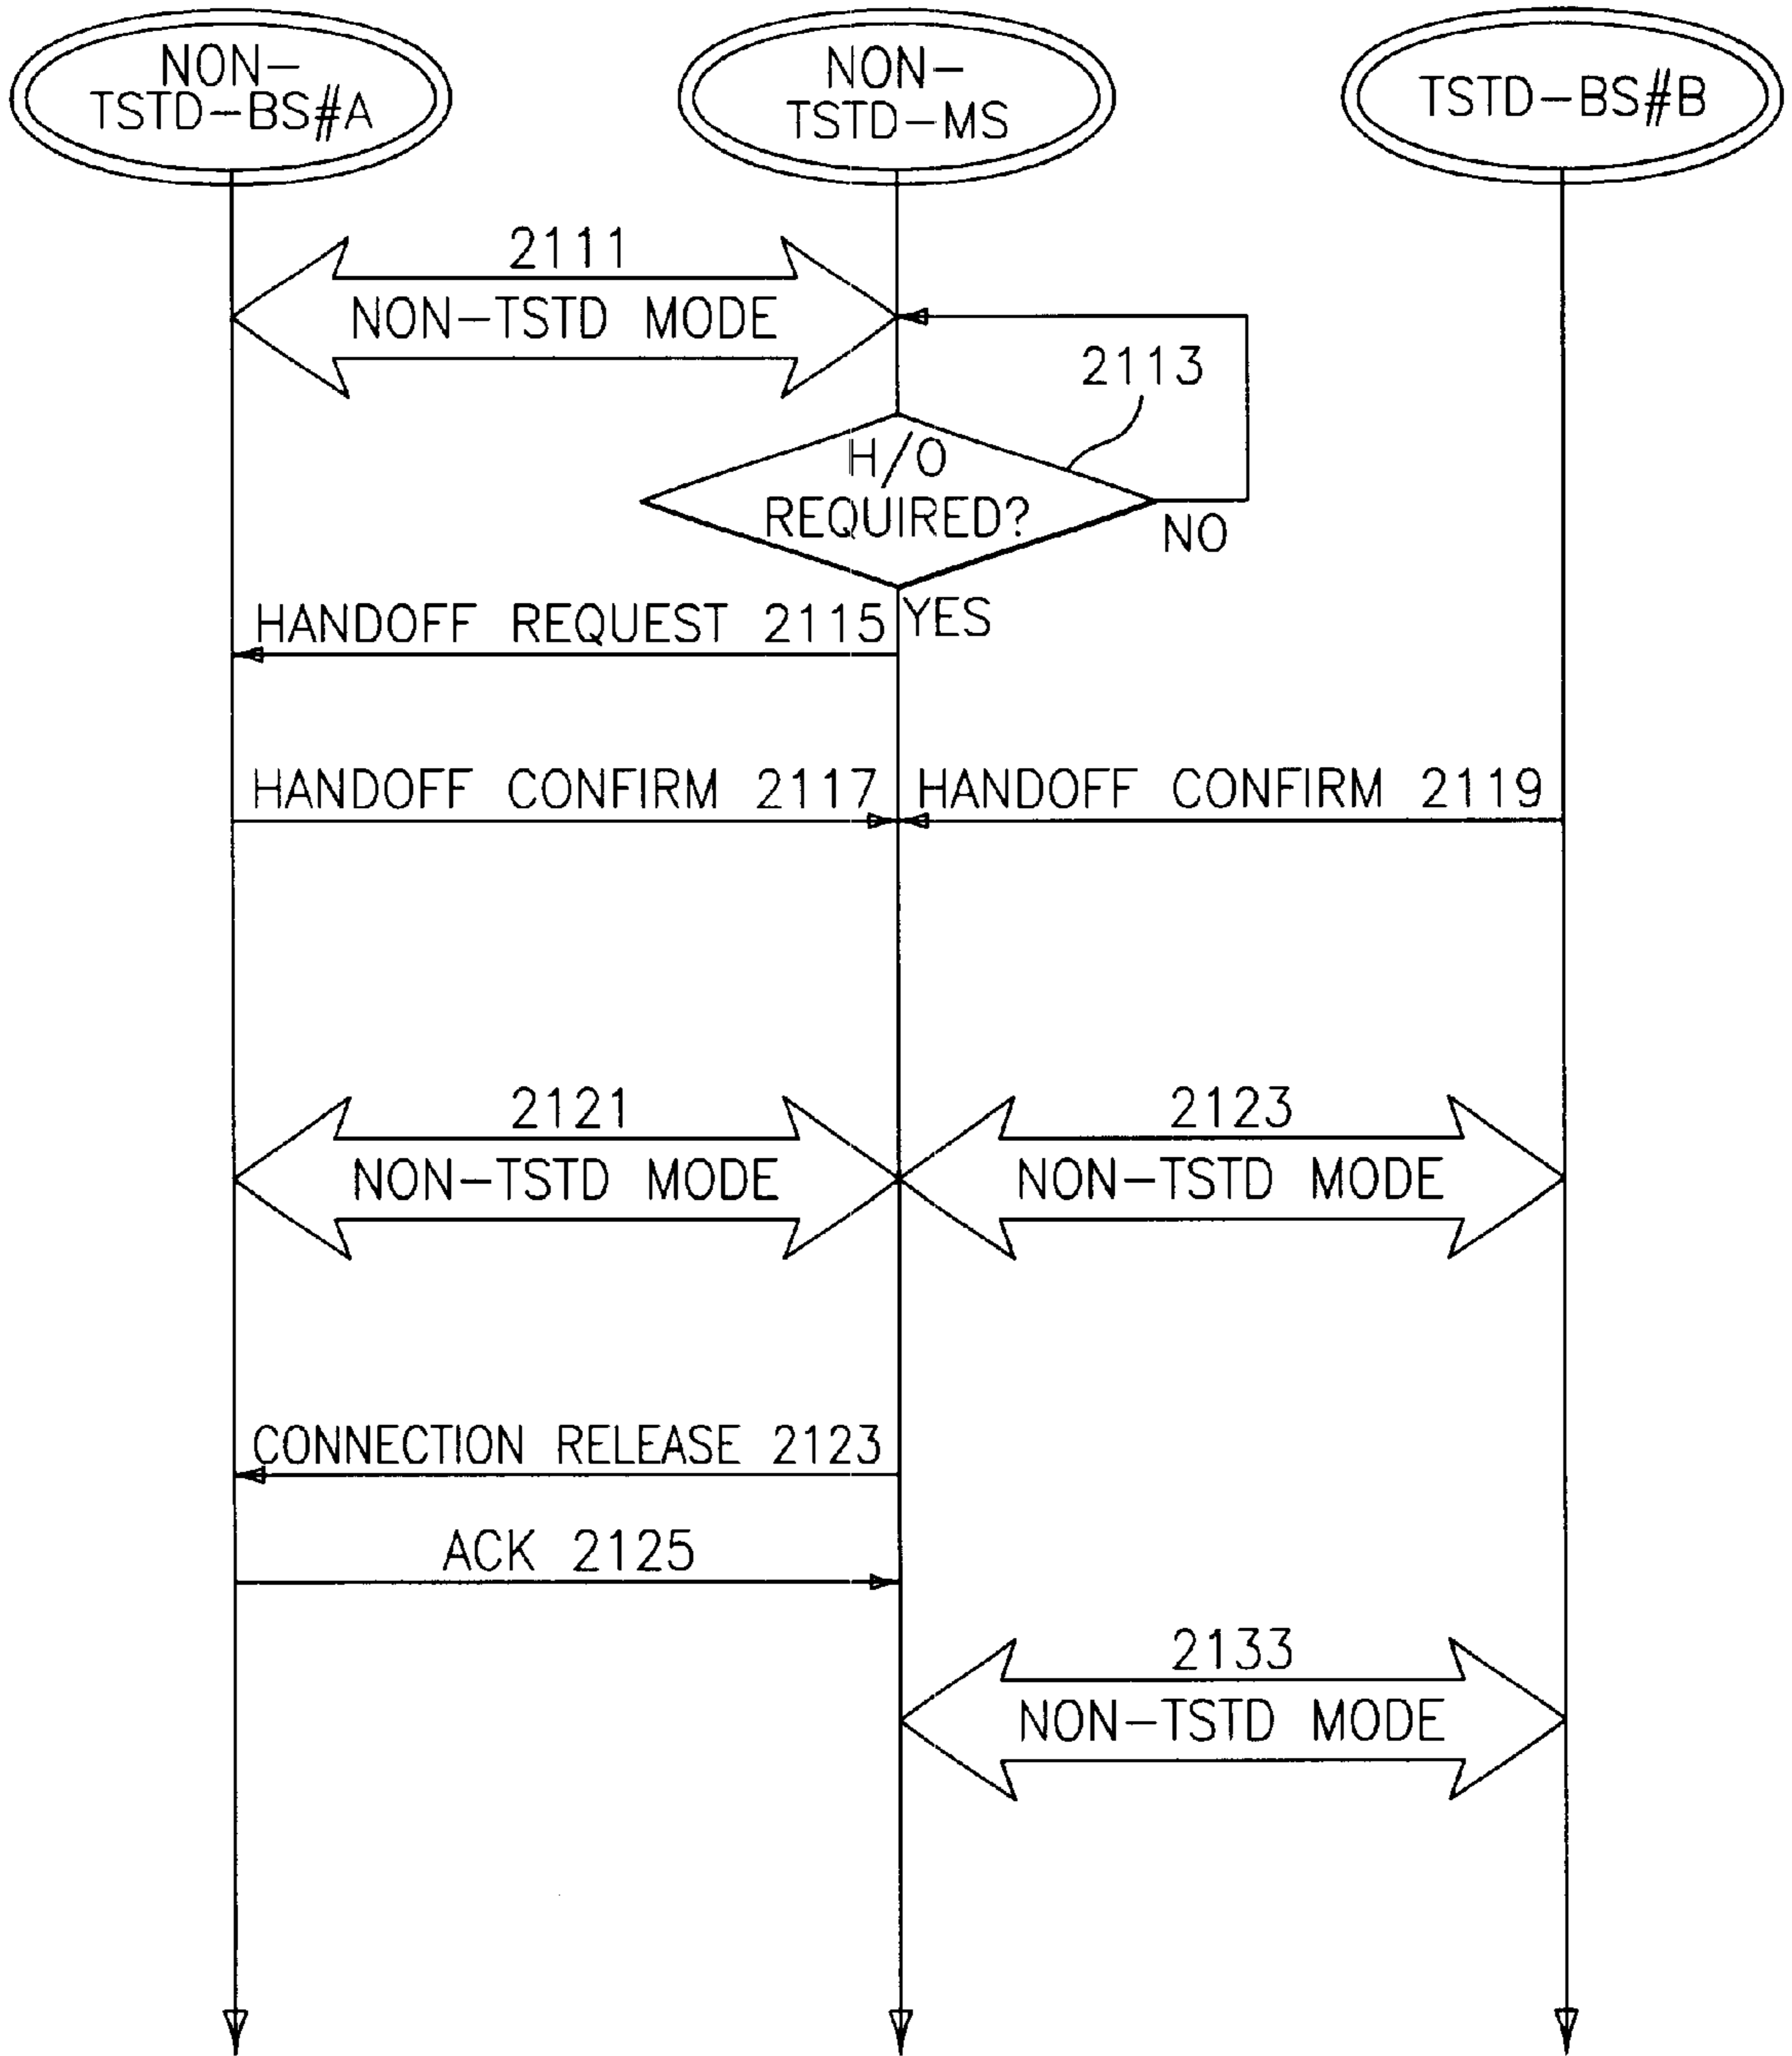 NON-
TSTD-BS#A
NON-
TSTD-MS
TSTD-BS#B
2111
NON-TSTD MODE
2113
H/O
REQUIRED?
NO
YES
HANDOFF REQUEST 2115
HANDOFF CONFIRM 2117
HANDOFF CONFIRM 2119
2121
NON-TSTD MODE
2123
NON-TSTD MODE
CONNECTION RELEASE 2123
ACK 2125
2133
NON-TSTD MODE